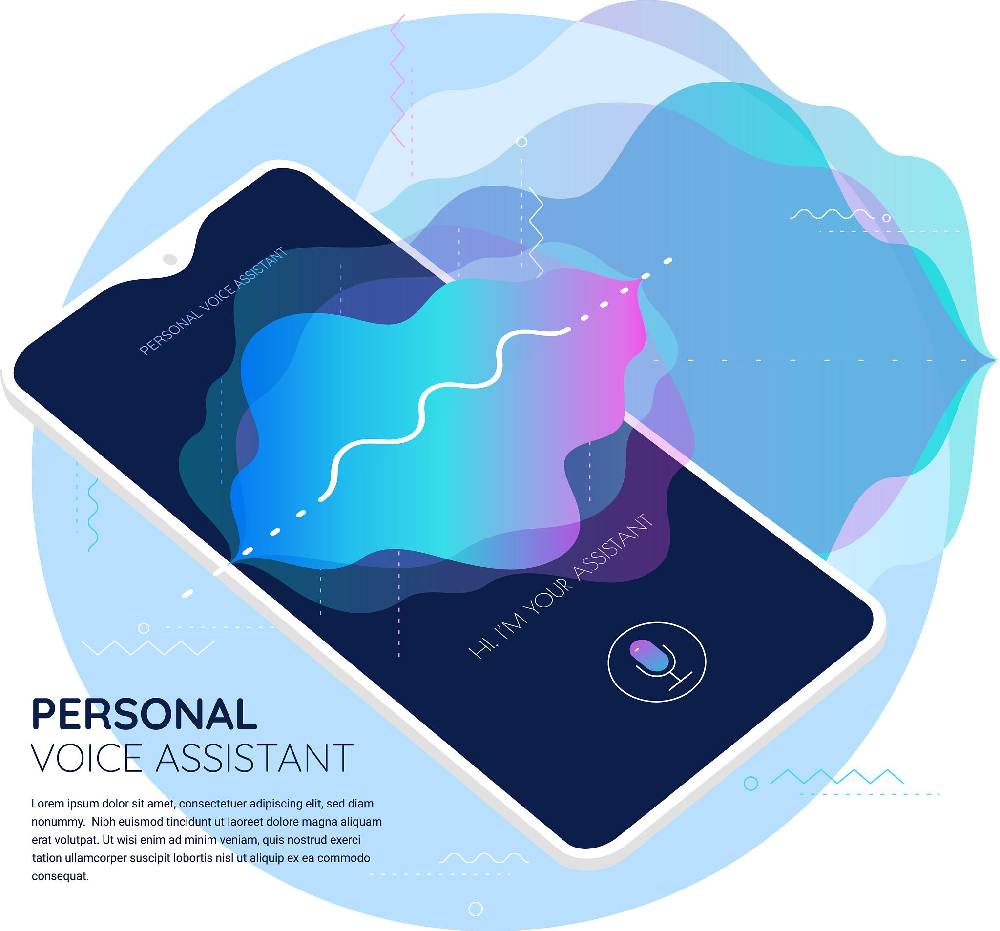 PERSONAL VOICE ASSISTANT
HI, I'M YOUR ASSISTANT
PERSONAL
VOICE ASSISTANT
Lorem ipsum dolor sit amet, consectetuer adipiscing elit, sed diam
nonummy.  Nibh euismod tincidunt ut laoreet dolore magna aliquam
erat volutpat. Ut wisi enim ad minim veniam, quis nostrud exerci
tation ullamcorper suscipit lobortis nisl ut aliquip ex ea commodo
consequat.